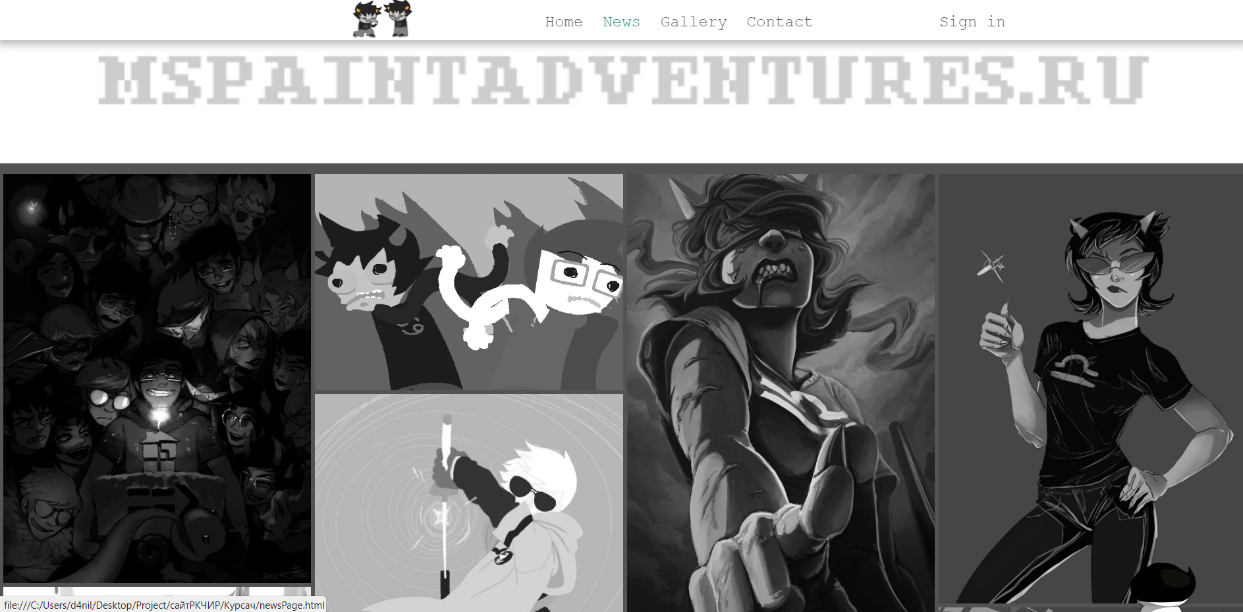 Home News Gallery Contact Sign in
MSPAINTADVENTURES.RU
file:///C:/Users/d4nil/Desktop/Project/сайтРКЧИР/Курсач/newsPage.html